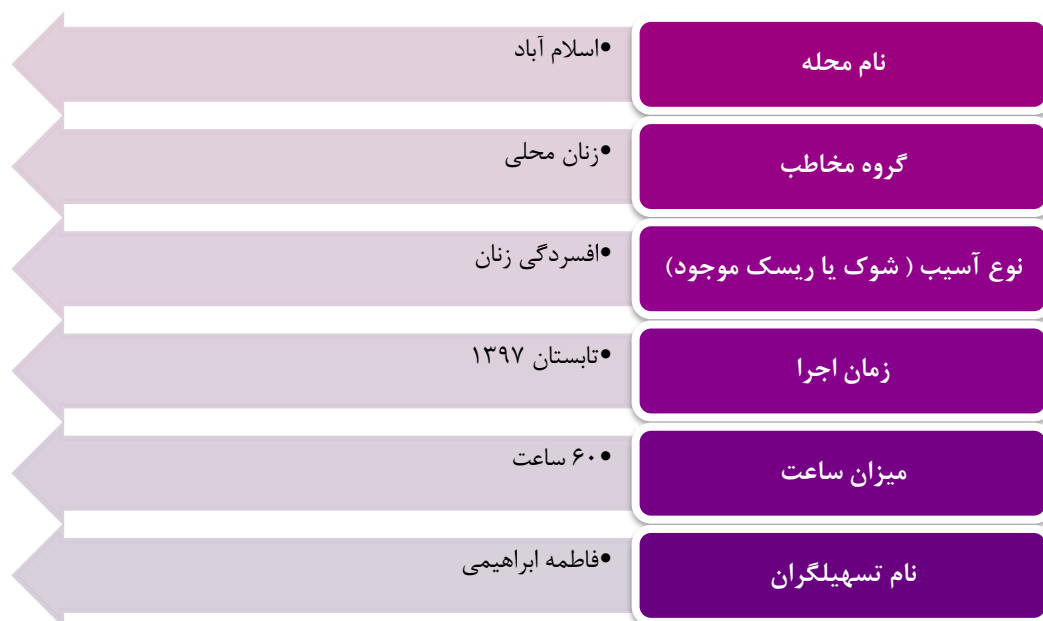 نام محله
•اسلام آباد
گروه مخاطب
•زنان محلی
نوع آسیب ( شوک یا ریسک موجود)
•افسردگی زنان
زمان اجرا
•تابستان ۱۳۹۷
میزان ساعت
•۶۰ ساعت
نام تسهیلگران
•فاطمه ابراهیمی